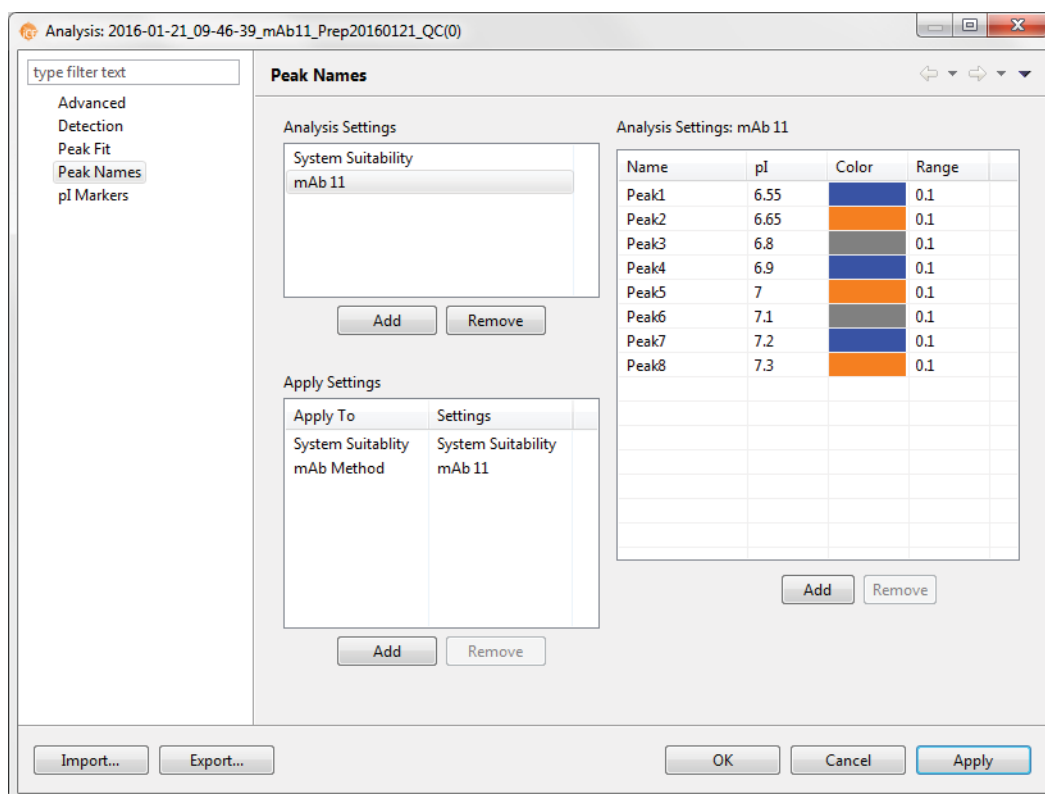 Analysis: 2016-01-21_09-46-39_mAb11_Prep20160121_QC(0)
type filter text
Advanced
Detection
Peak Fit
Peak Names
pI Markers
Peak Names
Analysis Settings
System Suitability
mAb 11
Add Remove
Apply Settings
Apply To Settings
System Suitablity System Suitability
mAb Method mAb 11
Add Remove
Analysis Settings: mAb 11
Name pI Color Range
Peak1 6.55 0.1
Peak2 6.65 0.1
Peak3 6.8 0.1
Peak4 6.9 0.1
Peak5 7 0.1
Peak6 7.1 0.1
Peak7 7.2 0.1
Peak8 7.3 0.1
Add Remove
Import... Export... OK Cancel Apply